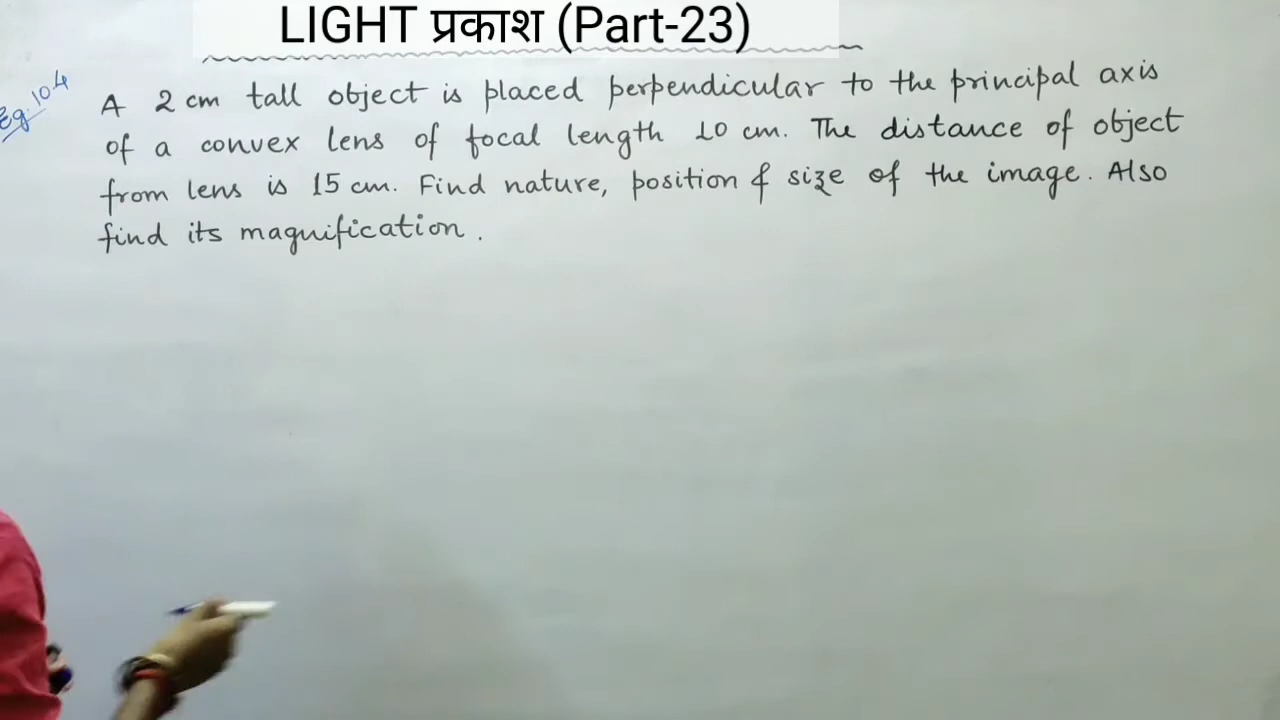 LIGHT प्रकाश (Part-23)
Eg. 10.4
A 2 cm tall object is placed perpendicular to the principal axis
of a convex lens of focal length 10 cm. The distance of object
from lens is 15 cm. Find nature, position & size of the image. Also
find its magnification.